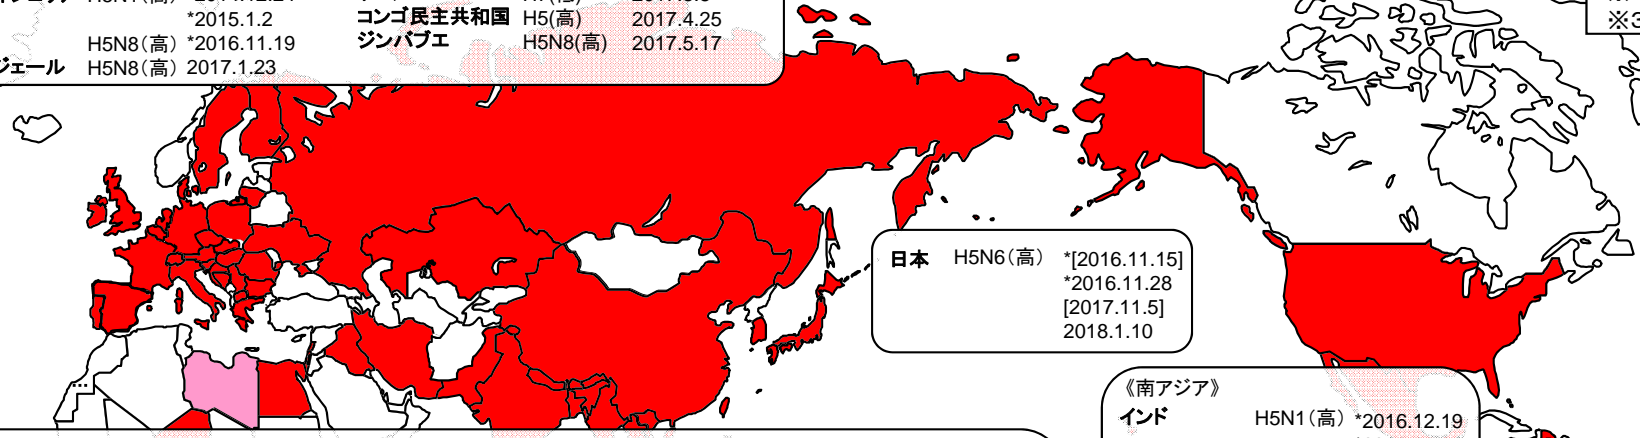 *2015.1.2
H5N8（高） *2016.11.19
ジェール H5N8（高） 2017.1.23
コンゴ民主共和国 H5(高) 2017.4.25
ジンバブエ H5N8(高) 2017.5.17
※3
日本 H5N6（高） *[2016.11.15]
*2016.11.28
[2017.11.5]
2018.1.10
《南アジア》
インド H5N1（高） *2016.12.19